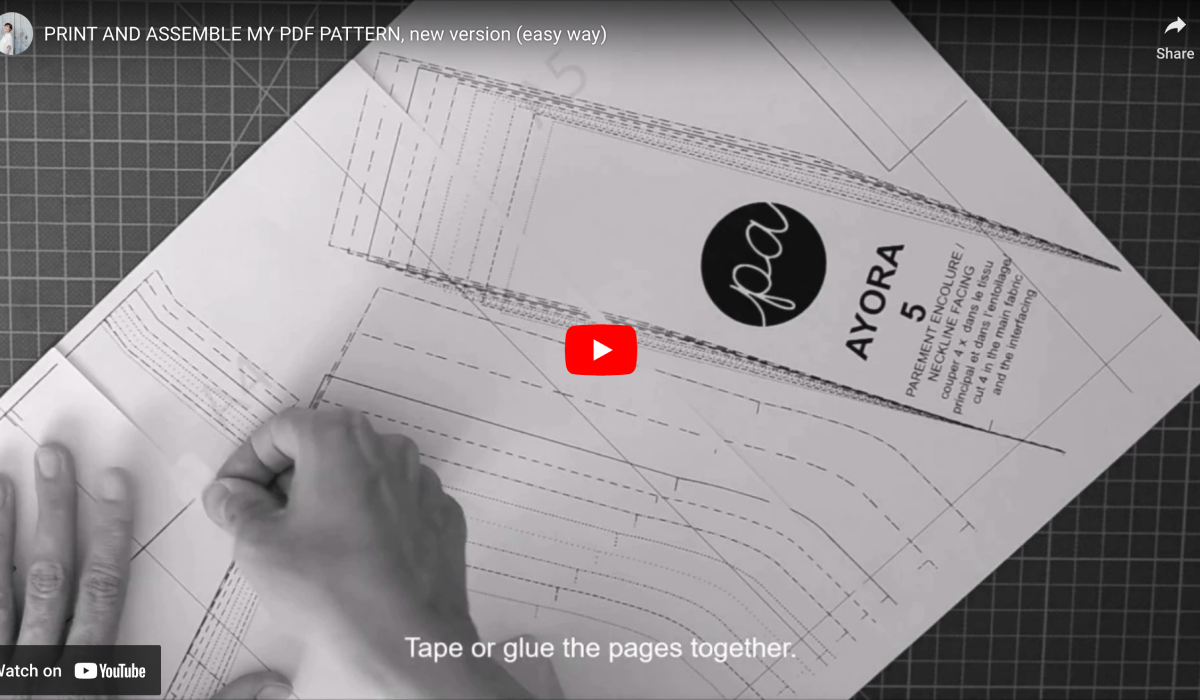 PRINT AND ASSEMBLE MY PDF PATTERN, new version (easy way)
Share
15
pa
AYORA
5
PAREMENT ENCOLURE /
NECKLINE FACING
couper 4 x dans le tissu
principal et dans l'entoilage
cut 4 in the main fabric
and the interfacing
Tape or glue the pages together.
Watch on YouTube